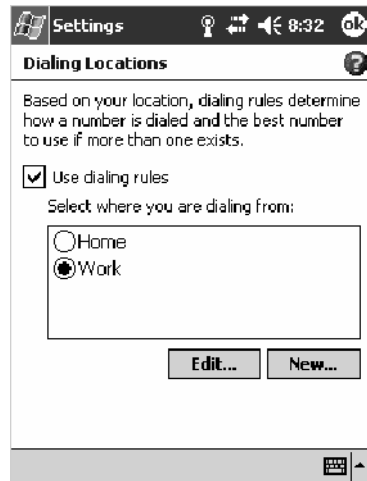 Settings 8:32 ok
Dialing Locations
Based on your location, dialing rules determine
how a number is dialed and the best number
to use if more than one exists.
Use dialing rules
Select where you are dialing from:
Home
Work
Edit... New...